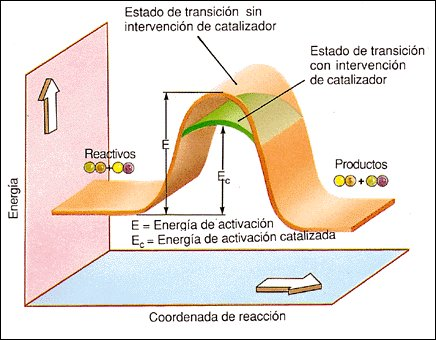 Estado de transición sin
intervención de catalizador
Estado de transición
con intervención
de catalizador
Reactivos
Productos
E
Ec
E = Energía de activación
Ec = Energía de activación catalizada
Energía
Coordenada de reacción